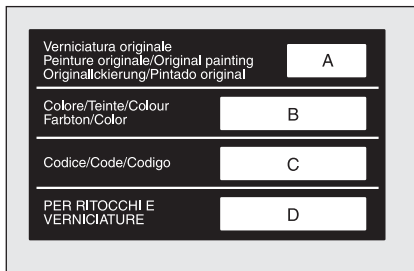 Verniciatura originale
Peinture originale/Original painting
Originallckierung/Pintado original
A
Colore/Teinte/Colour
Farbton/Color
B
Codice/Code/Codigo
C
PER RITOCCHI E
VERNICIATURE
D